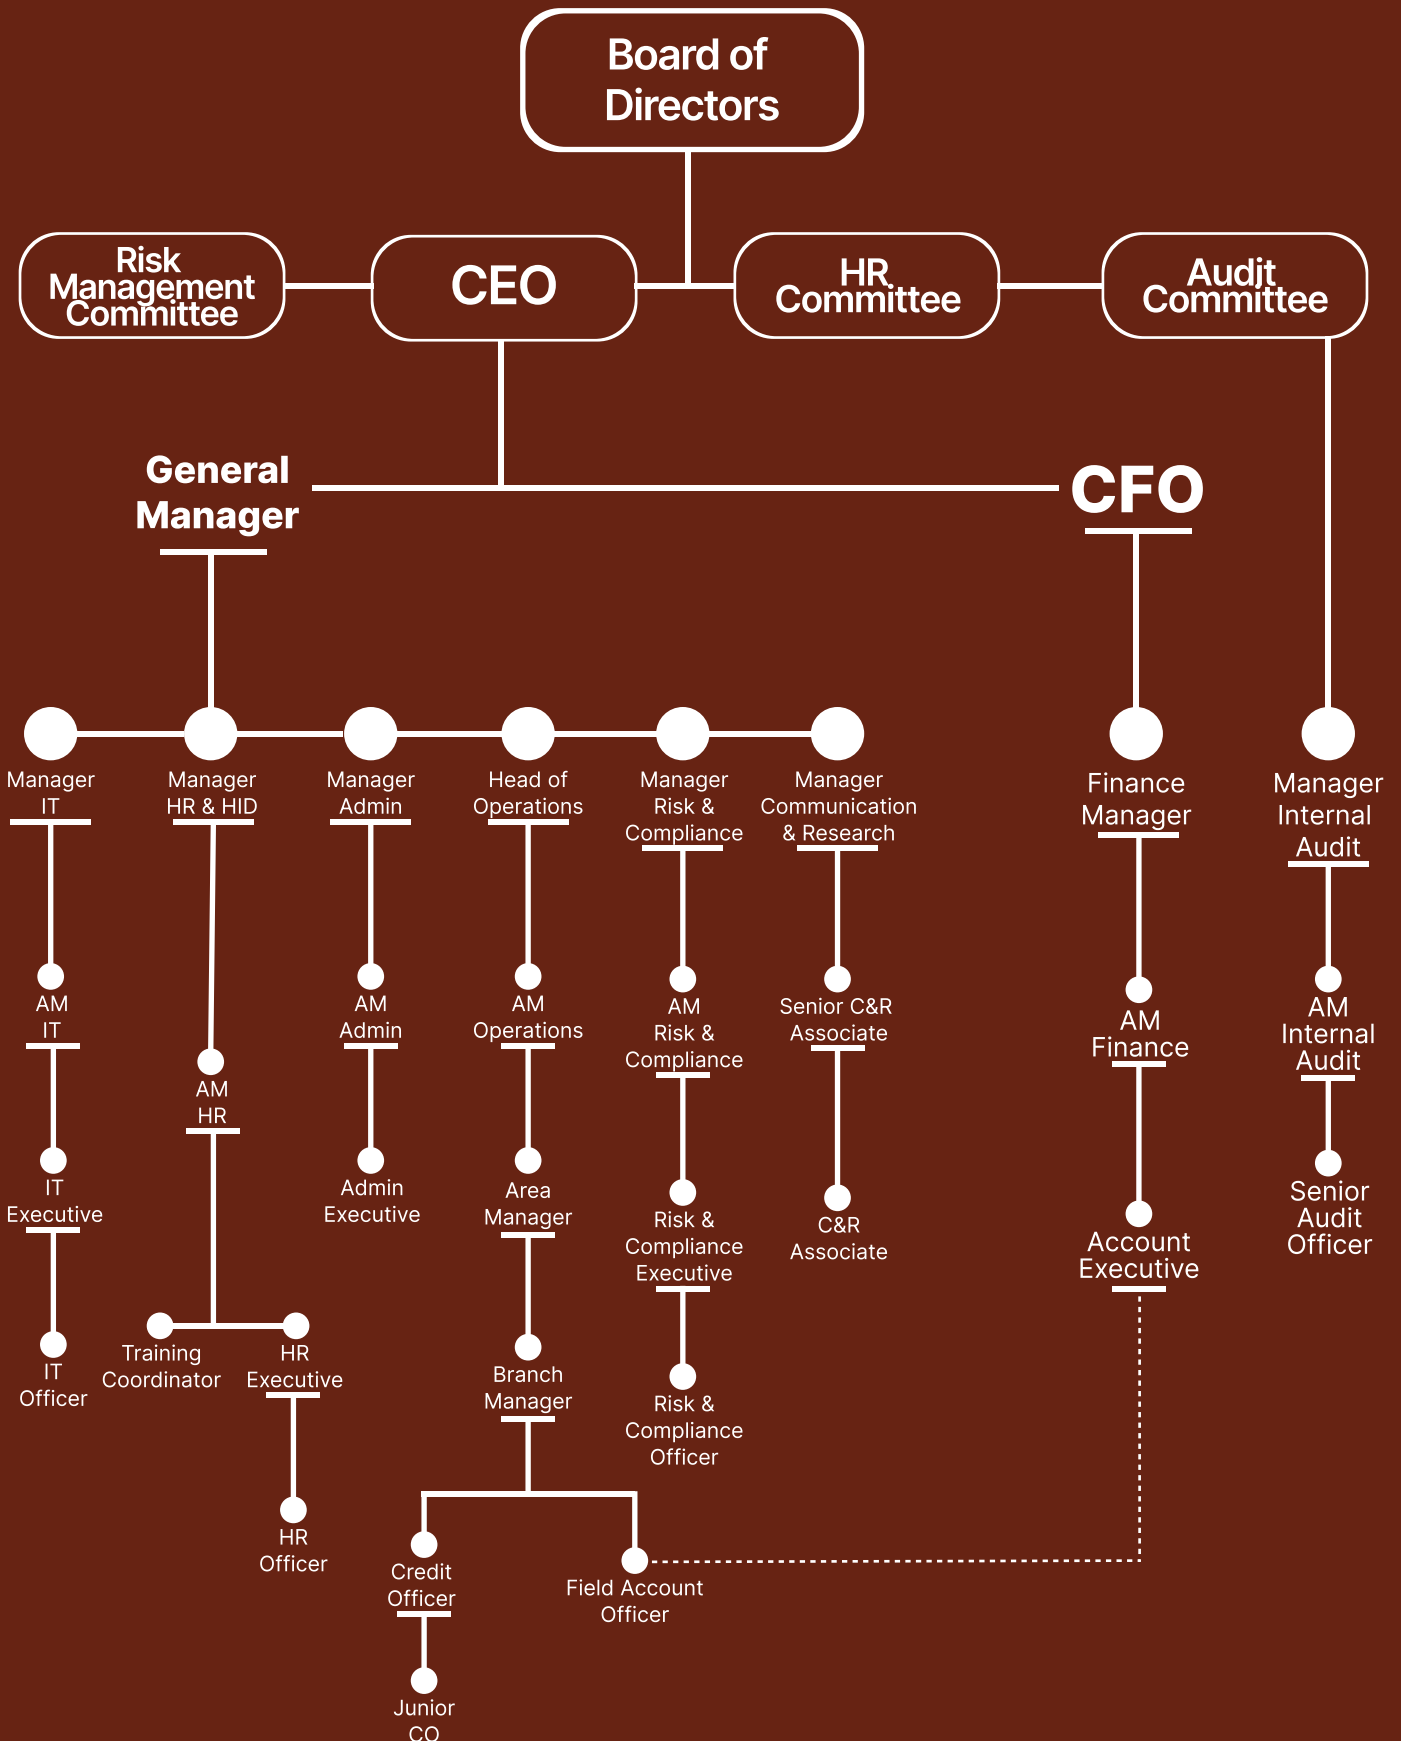 Board of
Directors
Risk
Management
Committee
CEO
HR
Committee
Audjt
Committee
General
Manager
CFO
Manager
IT
Manager
HR & HID
Manager
Admin
Head of
Operations
Manager
Risk &
Compliance
Manager
Communication
& Research
Finance
Manager
Manager
Internal
Audit
AM
IT
AM
HR
AM
Admin
AM
Operations
AM
Risk &
Compliance
Senior C&R
Associate
AM
Finance
AM
Internal
Audit
IT
Executive
Admin
Executive
Area
Manager
Risk &
Compliance
Executive
C&R
Associate
Account
Executive
Senior
Audit
Officer
IT
Officer
Training
Coordinator
HR
Executive
Branch
Manager
Risk &
Compliance
Officer
HR
Officer
Credit
Officer
Field Account
Officer
Junior
CO